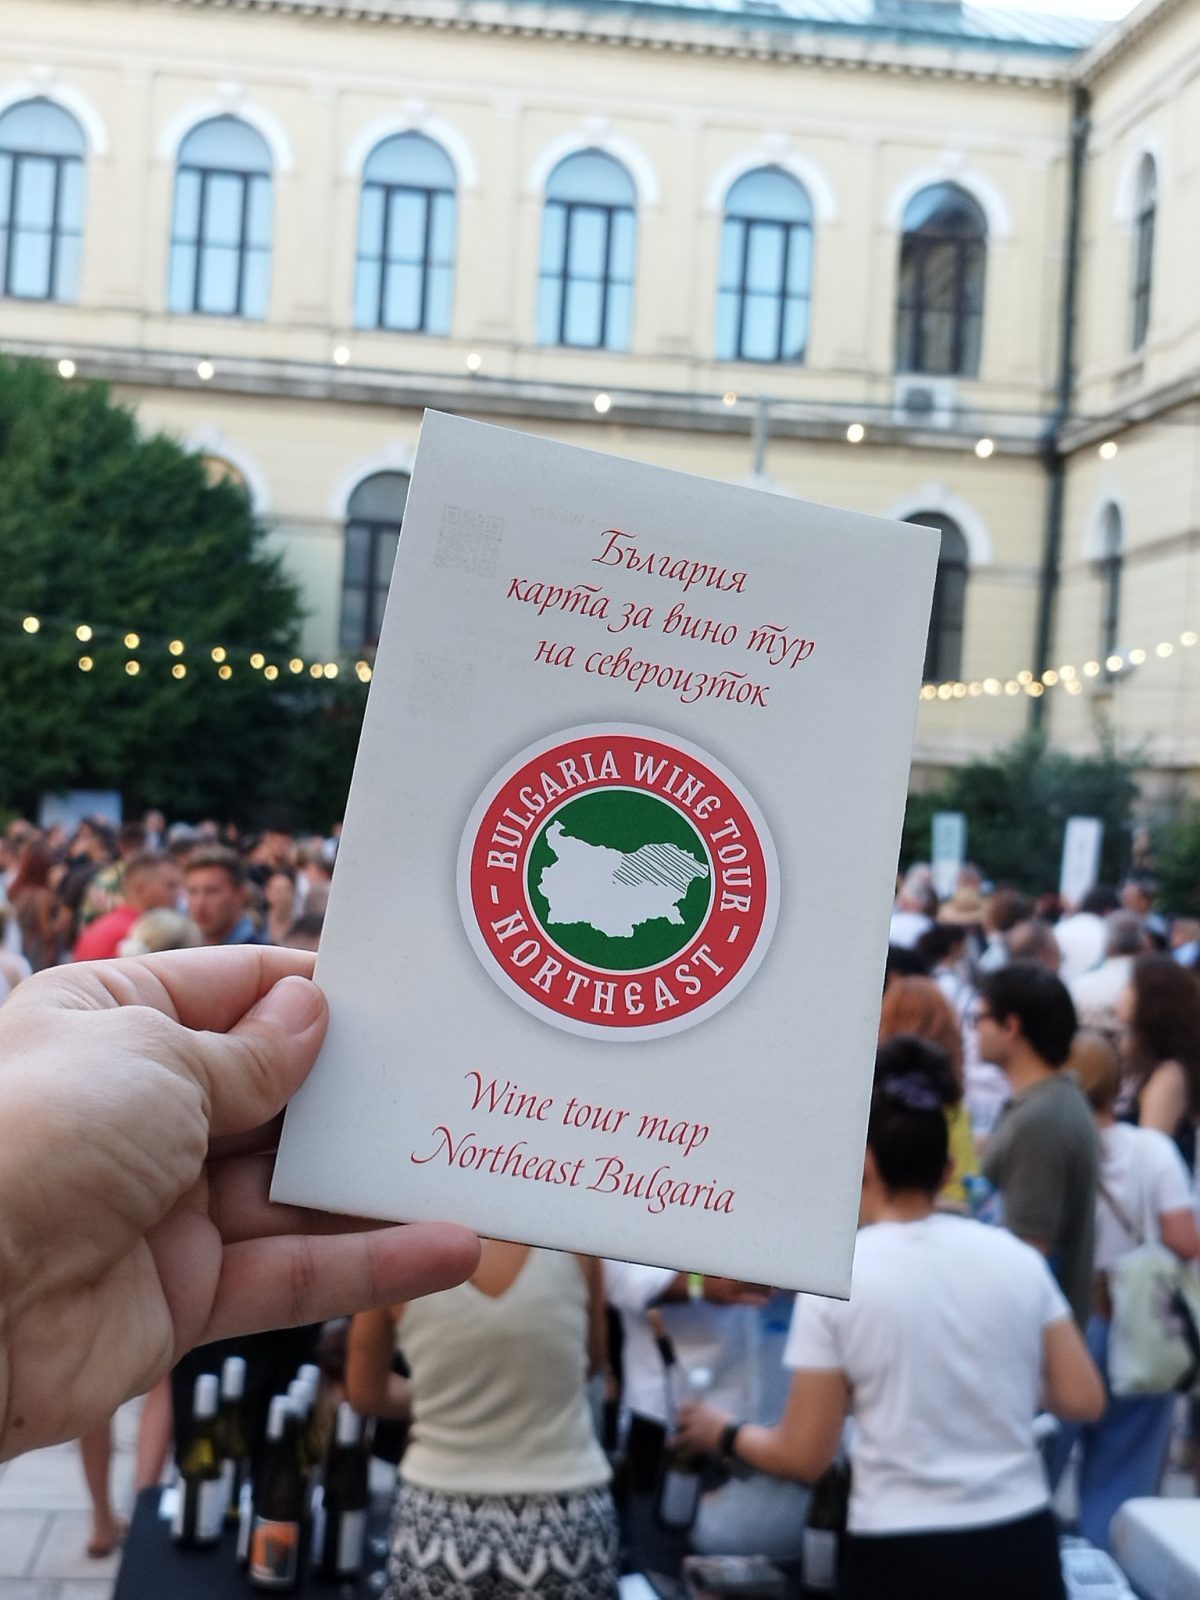 България
карта за вино тур
на североизток
BULGARIA WINE TOUR
- NORTHEAST -
Wine tour map
Northeast Bulgaria